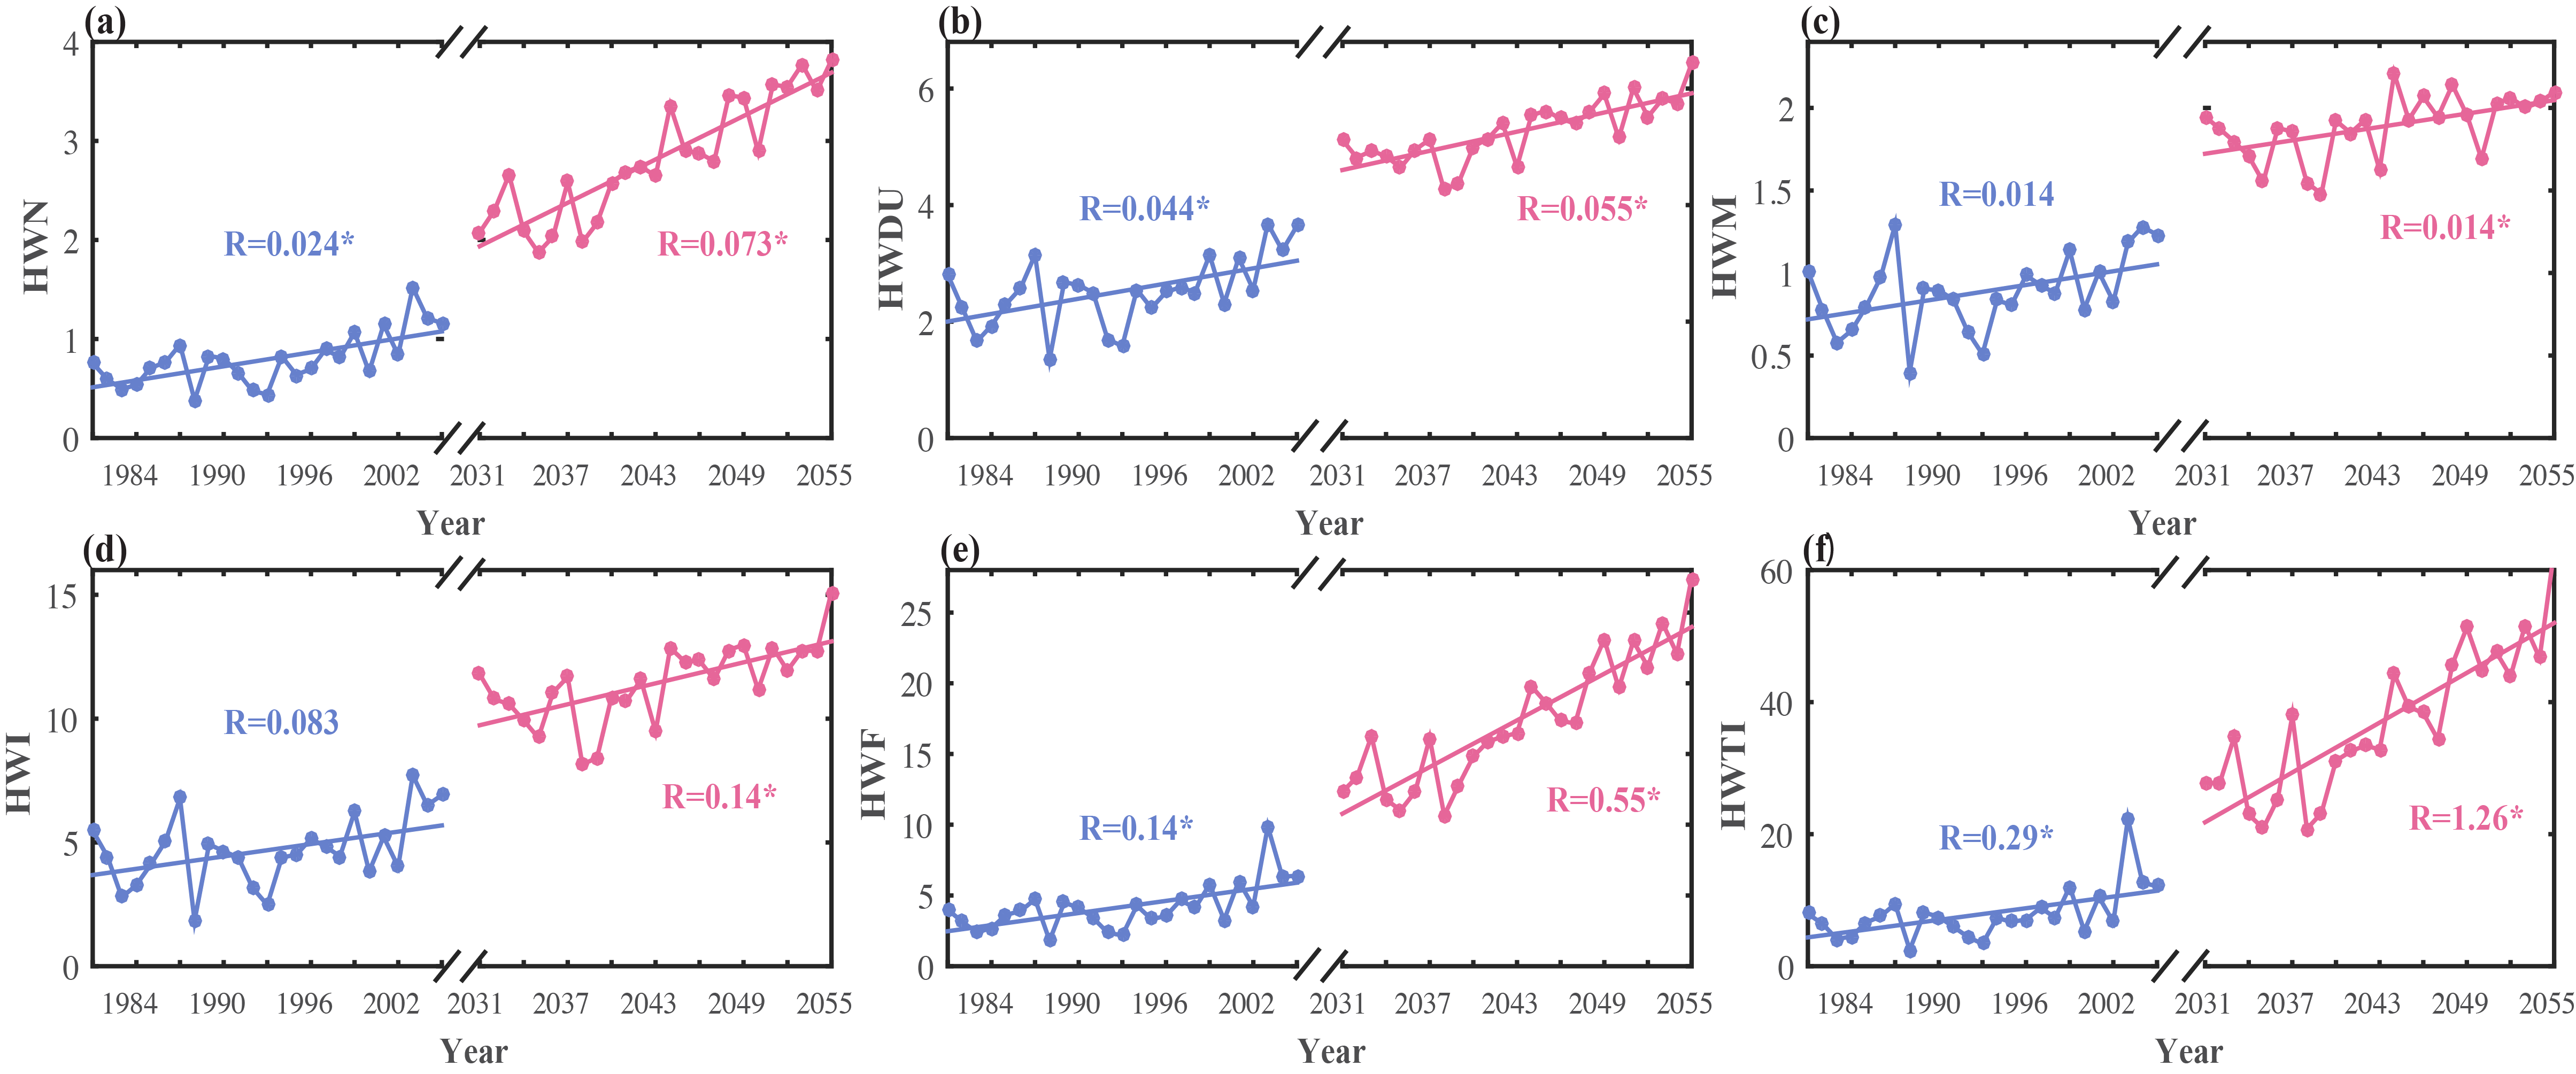 (a) (b) (c)
4
3
2
1
0
HWN
R=0.024*
R=0.073*
1984 1990 1996 2002 2031 2037 2043 2049 2055
Year
6
4
2
0
HWDU
R=0.044*
R=0.055*
1984 1990 1996 2002 2031 2037 2043 2049 2055
Year
2
1.5
1
0.5
0
HWM
R=0.014
R=0.014*
1984 1990 1996 2002 2031 2037 2043 2049 2055
Year
(d) (e) (f)
15
10
5
0
HWI
R=0.083
R=0.14*
1984 1990 1996 2002 2031 2037 2043 2049 2055
Year
25
20
15
10
5
0
HWF
R=0.14*
R=0.55*
1984 1990 1996 2002 2031 2037 2043 2049 2055
Year
60
40
20
0
HWTI
R=0.29*
R=1.26*
1984 1990 1996 2002 2031 2037 2043 2049 2055
Year